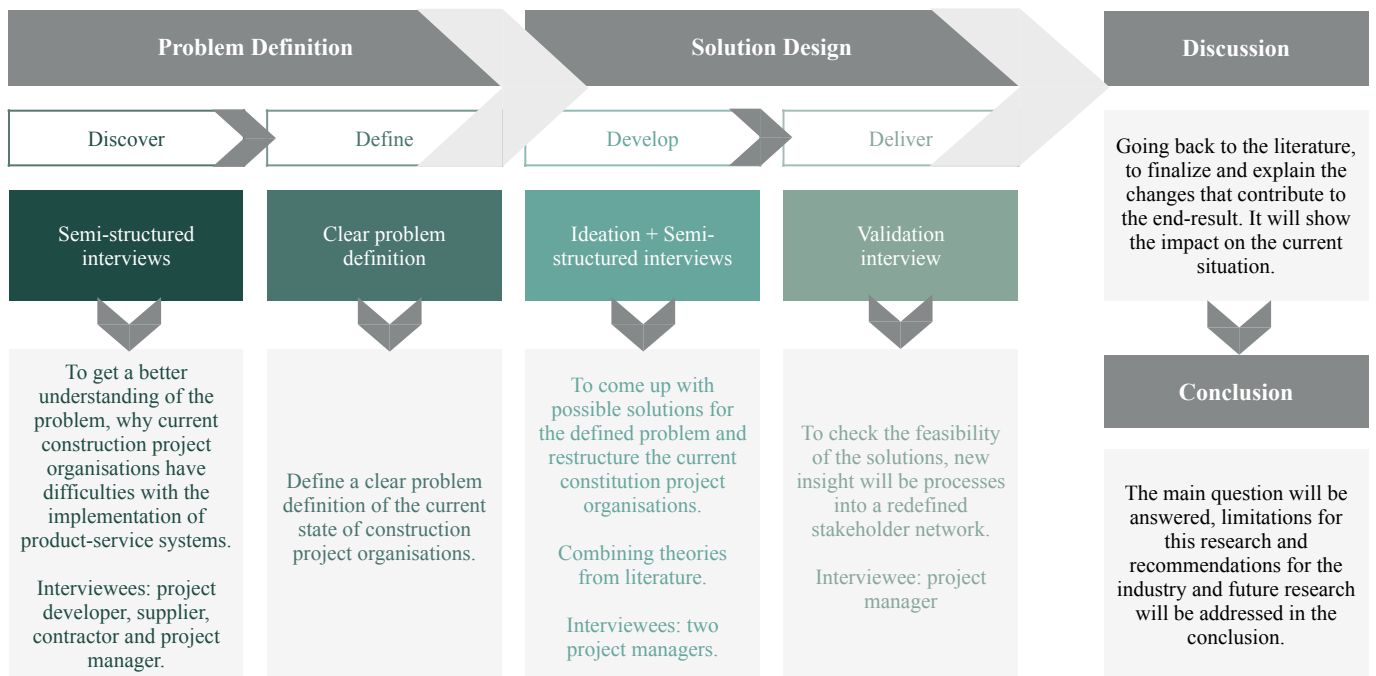 Problem Definition
Solution Design
Discussion
Discover
Define
Develop
Deliver
Semi-structured
interviews
Clear problem
definition
Ideation + Semi-
structured interviews
Validation
interview
Going back to the literature,
to finalize and explain the
changes that contribute to
the end-result. It will show
the impact on the current
situation.
To get a better
understanding of the
problem, why current
construction project
organisations have
difficulties with the
implementation of
product-service systems.
Interviewees: project
developer, supplier,
contractor and project
manager.
Define a clear problem
definition of the current
state of construction
project organisations.
To come up with
possible solutions for
the defined problem and
restructure the current
constitution project
organisations.
Combining theories
from literature.
Interviewees: two
project managers.
To check the feasibility
of the solutions, new
insight will be processes
into a redefined
stakeholder network.
Interviewee: project
manager
Conclusion
The main question will be
answered, limitations for
this research and
recommendations for the
industry and future research
will be addressed in the
conclusion.